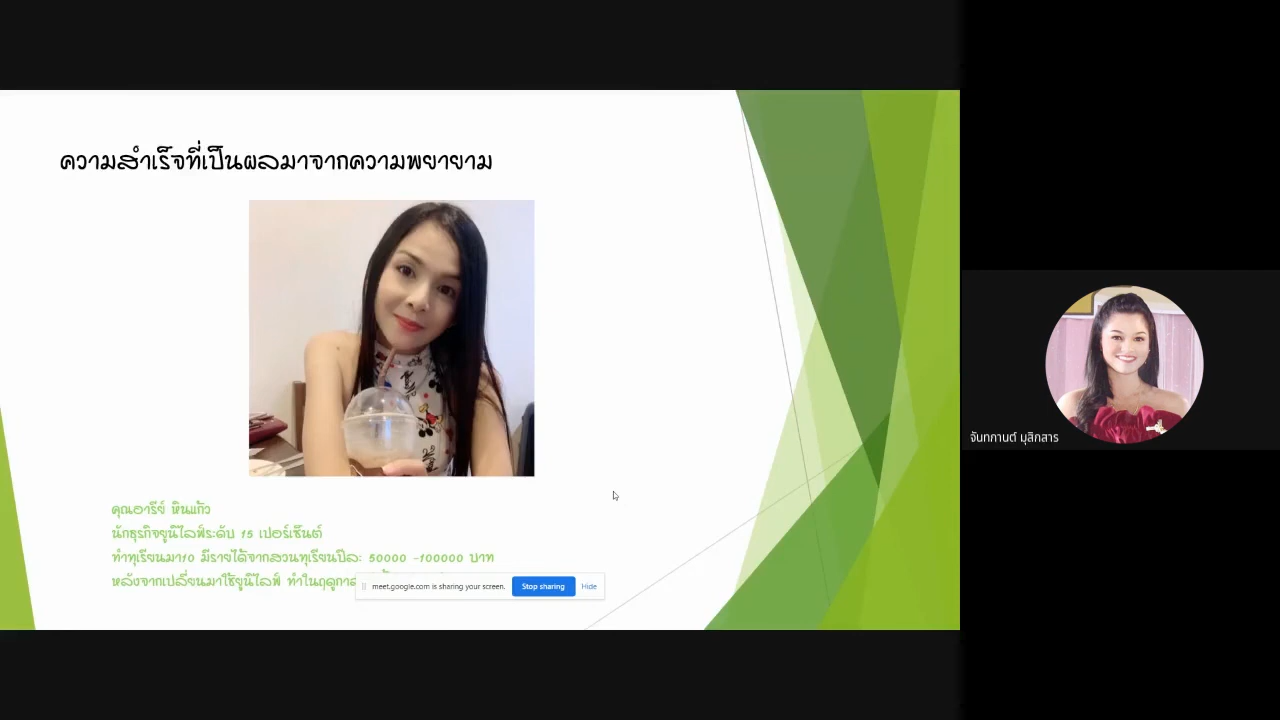 ความสำเร็จที่เป็นผลมาจากความพยายาม
คุณอารีย์ หินแก้ว
นักธุรกิจยูนิไลฟ์ระดับ 15 เปอร์เซ็นต์
ทำทุเรียนมา10 มีรายได้จากสวนทุเรียนปีละ 50000 -100000 บาท
หลังจากเปลี่ยนมาใช้ยูนิไลฟ์ ทำในฤดูกาล
meet.google.com is sharing your screen.
Stop sharing
Hide
จันทกานต์ มุสิกสาร